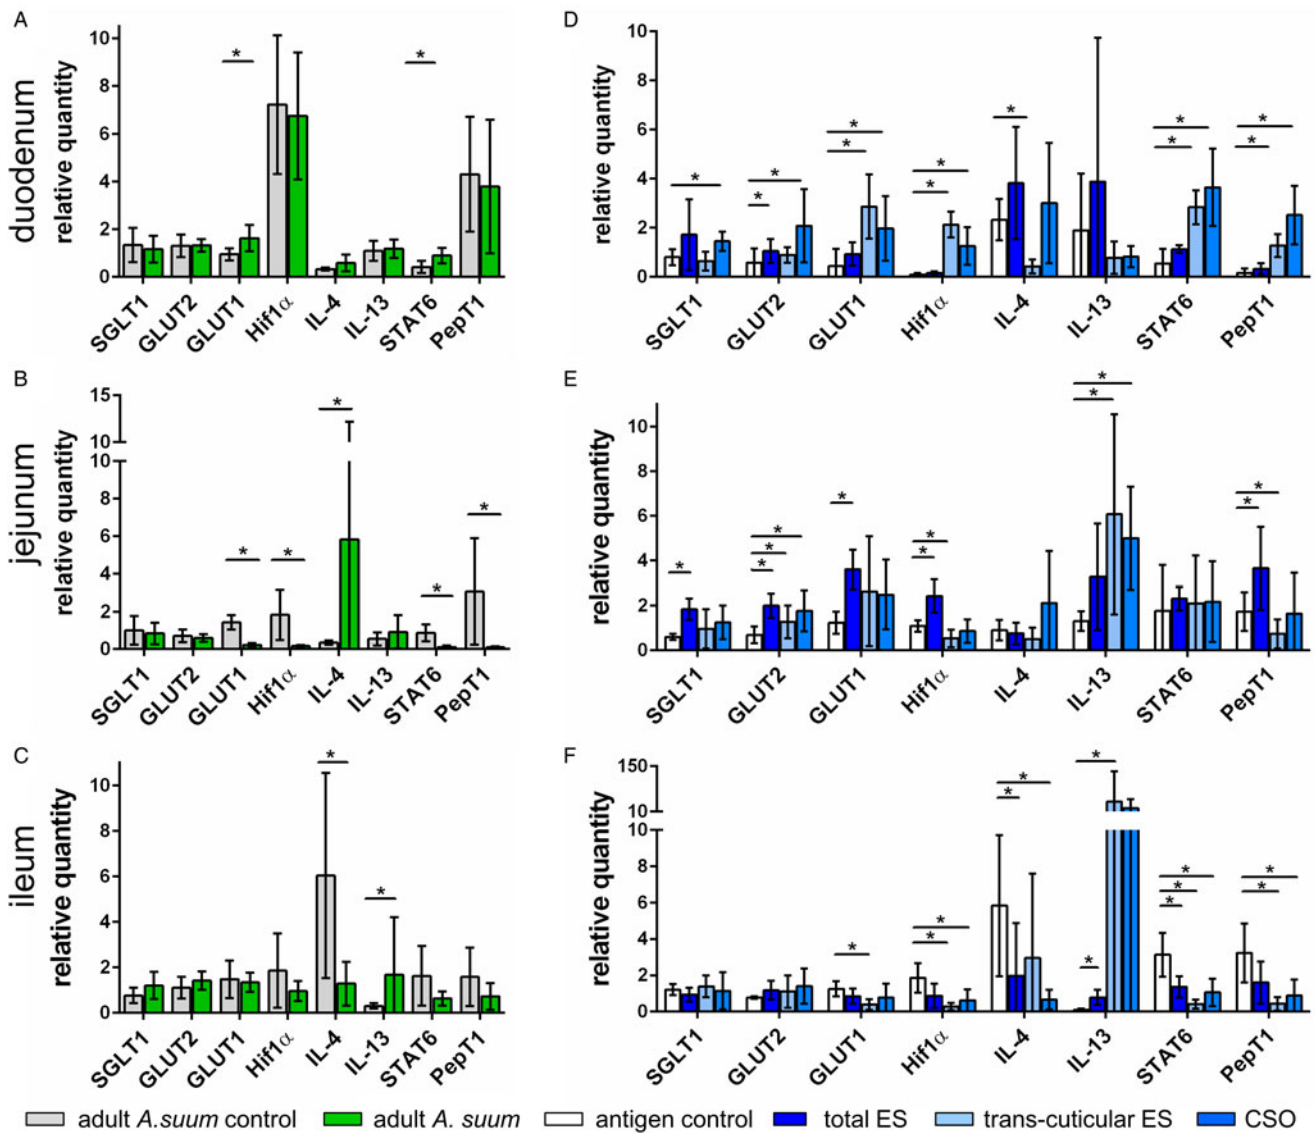 A
duodenum
relative quantity
10
8
6
4
2
0
*
*
SGLT1
GLUT2
GLUT1
Hif1α
IL-4
IL-13
STAT6
PepT1
D
relative quantity
10
8
6
4
2
0
*
*
*
*
*
*
*
*
*
*
*
*
SGLT1
GLUT2
GLUT1
Hif1α
IL-4
IL-13
STAT6
PepT1
B
jejunum
relative quantity
15
10
10
8
6
4
2
0
*
*
*
*
*
SGLT1
GLUT2
GLUT1
Hif1α
IL-4
IL-13
STAT6
PepT1
E
relative quantity
10
8
6
4
2
0
*
*
*
*
*
*
*
*
*
*
*
SGLT1
GLUT2
GLUT1
Hif1α
IL-4
IL-13
STAT6
PepT1
C
ileum
relative quantity
10
8
6
4
2
0
*
*
SGLT1
GLUT2
GLUT1
Hif1α
IL-4
IL-13
STAT6
PepT1
F
relative quantity
150
10
10
8
6
4
2
0
*
*
*
*
*
*
*
*
*
*
*
*
SGLT1
GLUT2
GLUT1
Hif1α
IL-4
IL-13
STAT6
PepT1
adult A.suum control adult A. suum antigen control total ES trans-cuticular ES CSO